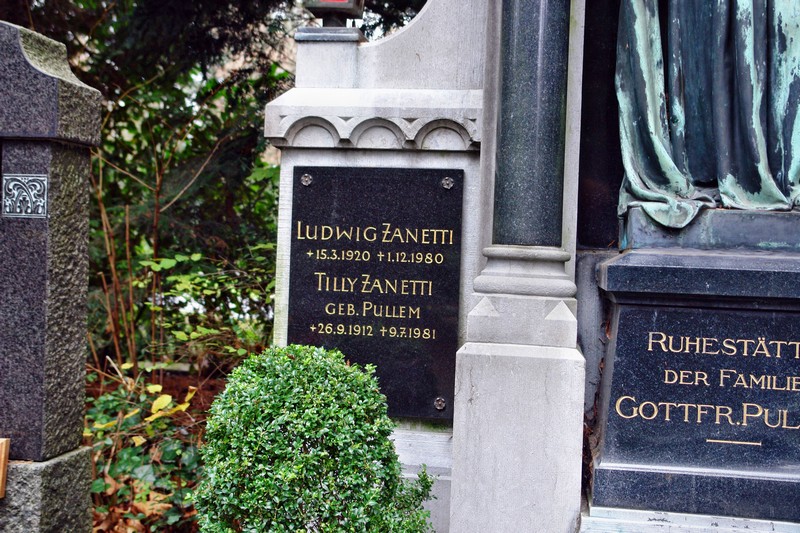 LUDWIG ZANETTI
+15.3.1920 +1.12.1980
TILLY ZANETTI
GEB. PULLEM
+26.9.1912 +9.7.1981
RUHESTÄTT
DER FAMILIE
GOTTFR. PUL